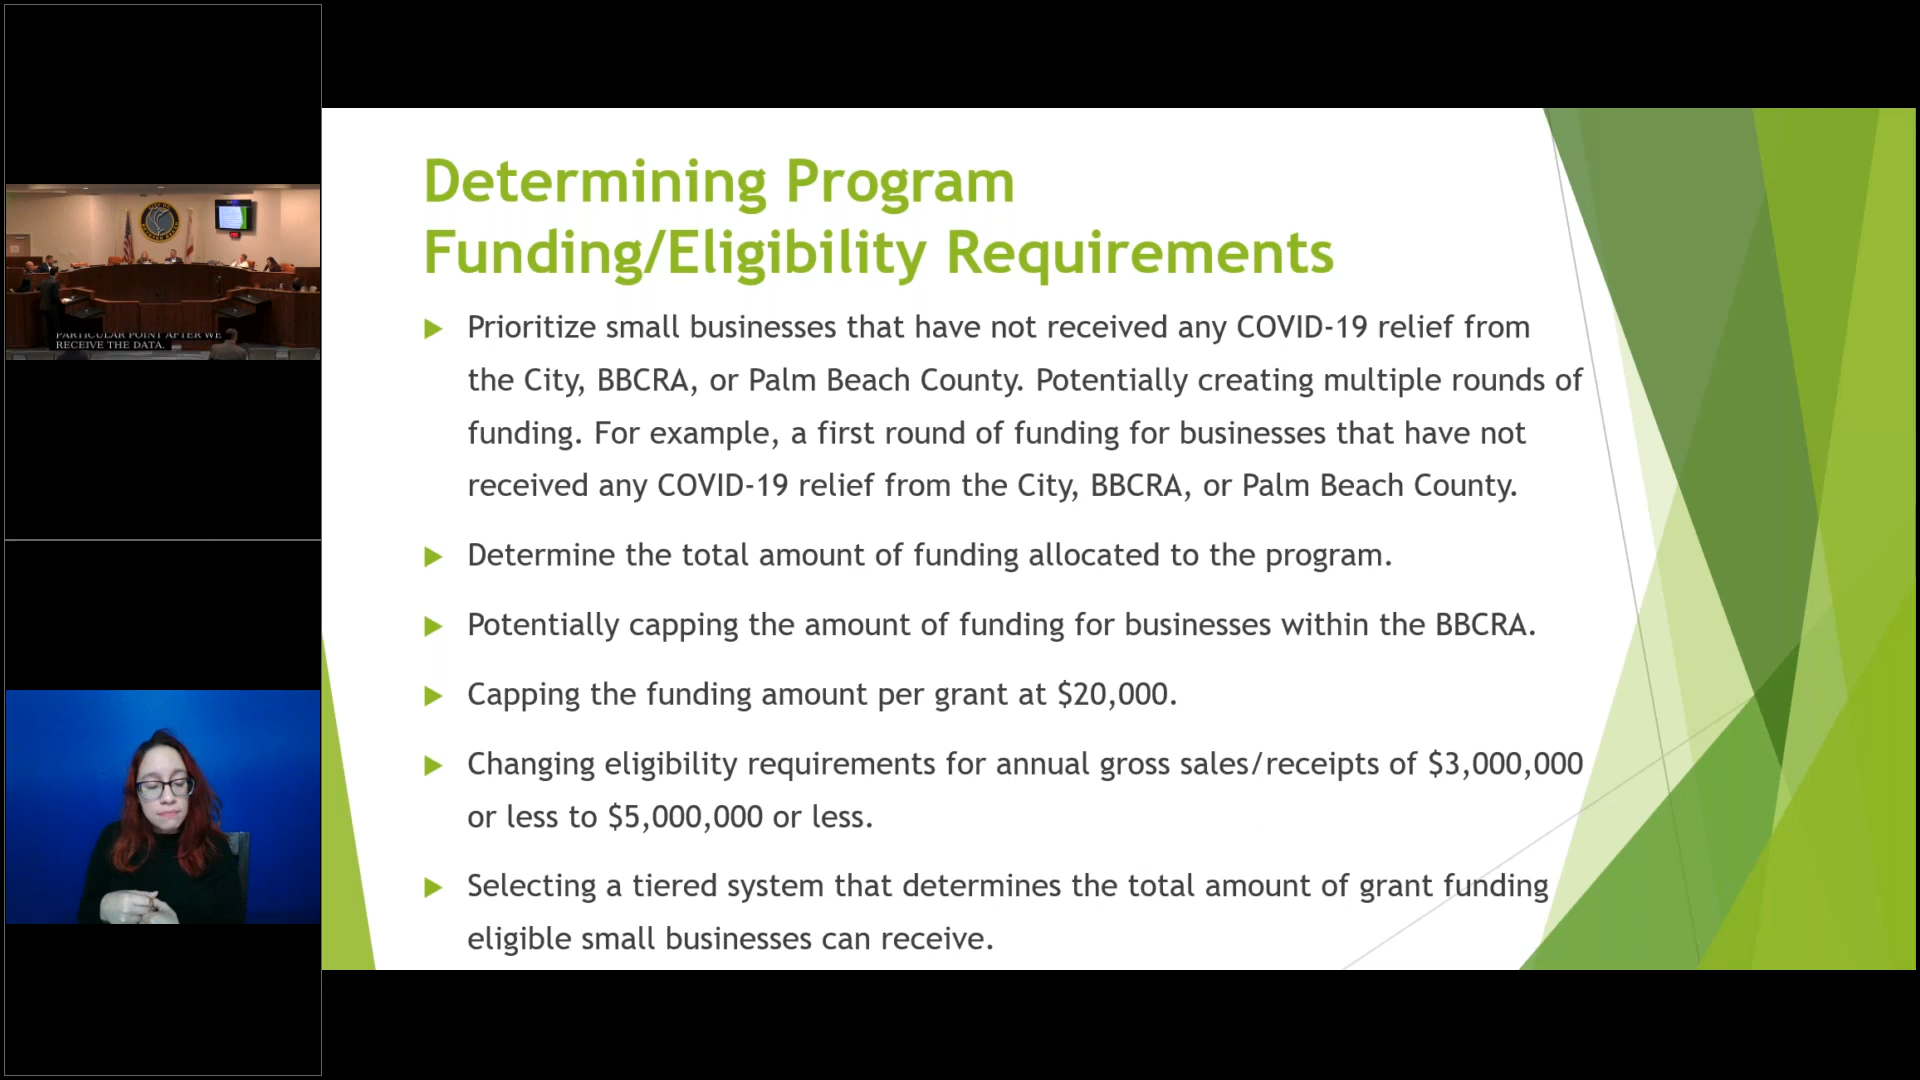 PARTICULAR POINT AFTER WE
RECEIVE THE DATA.
Determining Program
Funding/Eligibility Requirements
Prioritize small businesses that have not received any COVID-19 relief from
the City, BBCRA, or Palm Beach County. Potentially creating multiple rounds of
funding. For example, a first round of funding for businesses that have not
received any COVID-19 relief from the City, BBCRA, or Palm Beach County.
Determine the total amount of funding allocated to the program.
Potentially capping the amount of funding for businesses within the BBCRA.
Capping the funding amount per grant at $20,000.
Changing eligibility requirements for annual gross sales/receipts of $3,000,000
or less to $5,000,000 or less.
Selecting a tiered system that determines the total amount of grant funding
eligible small businesses can receive.